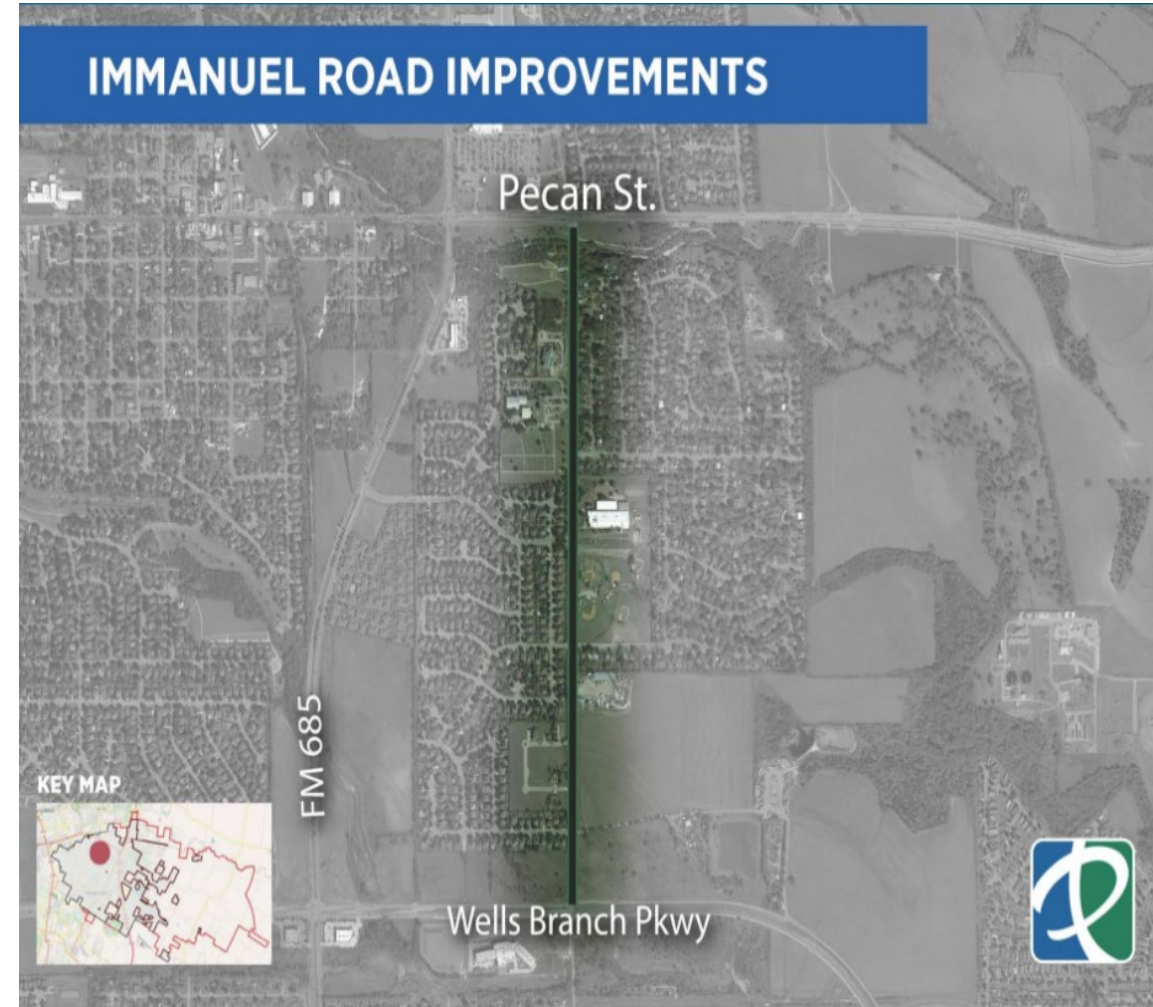 IMMANUEL ROAD IMPROVEMENTS
Pecan St.
FM 685
KEY MAP
Wells Branch Pkwy